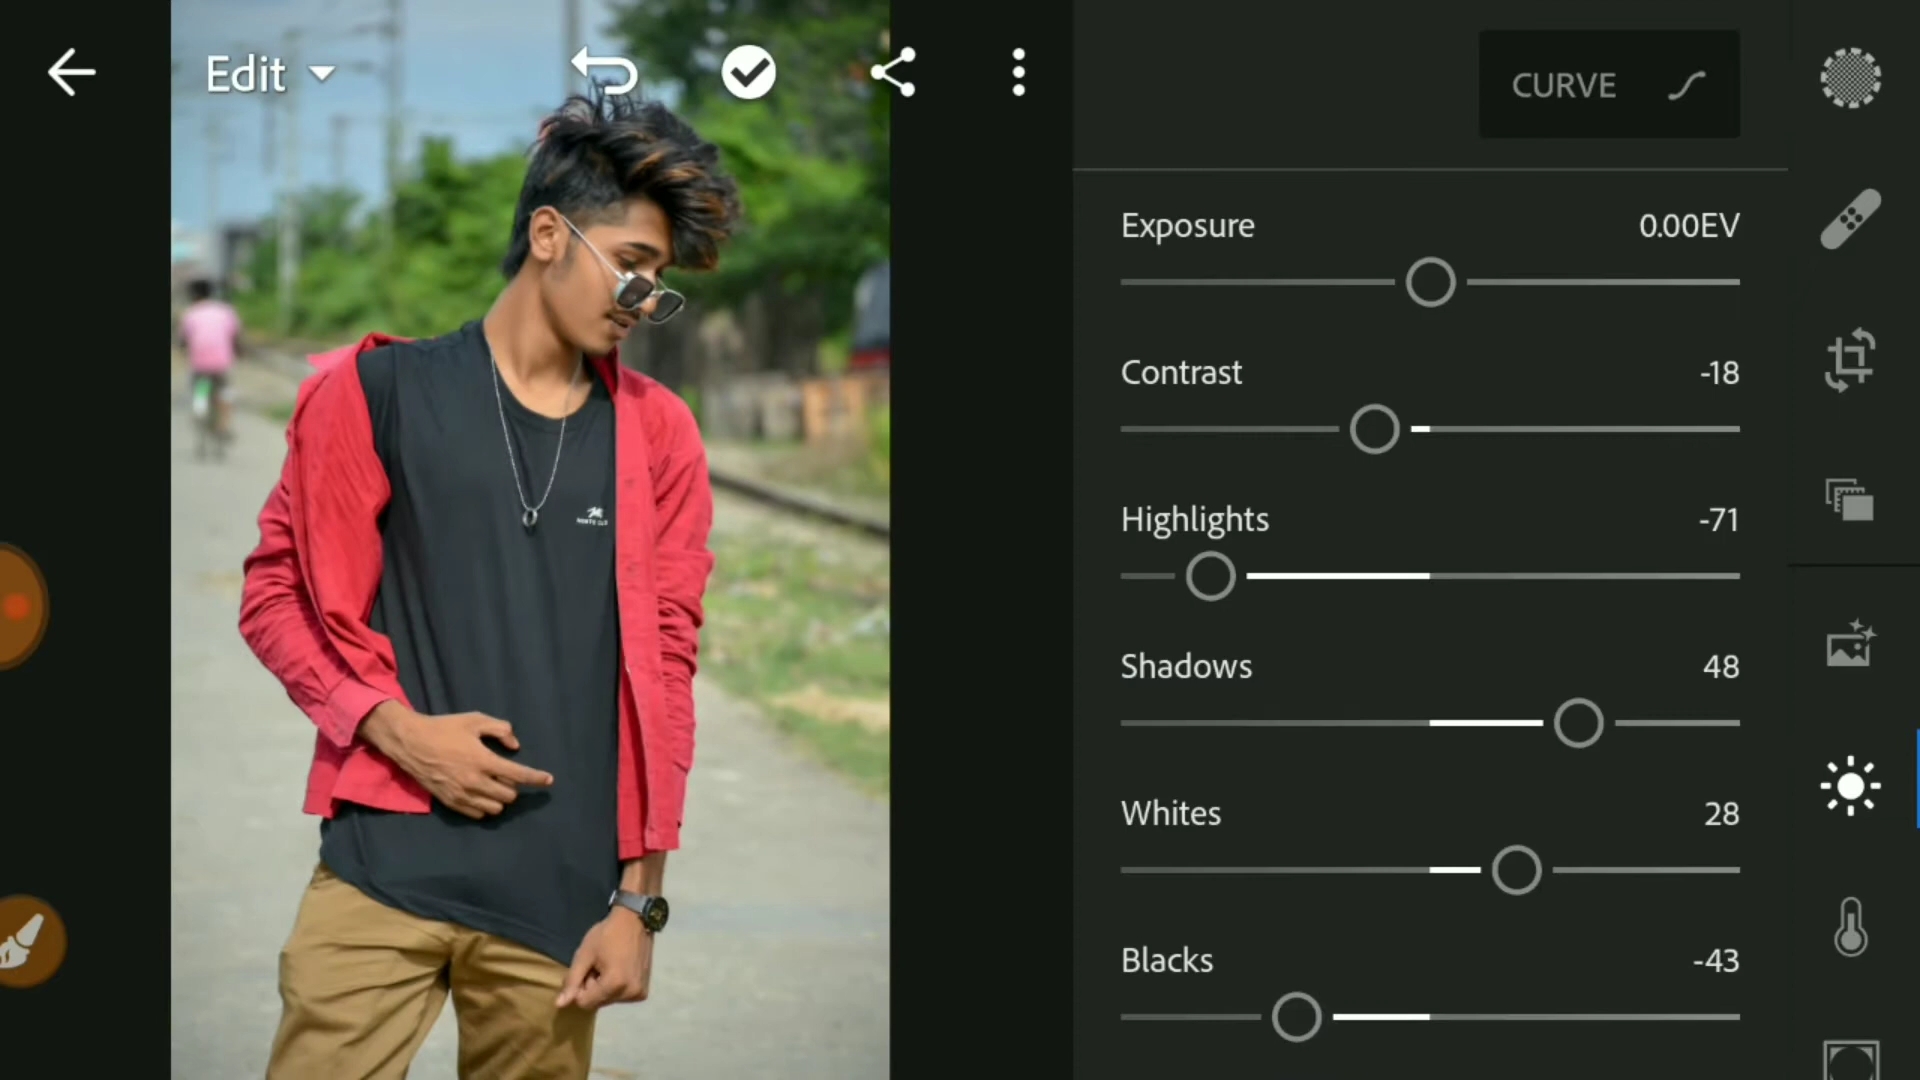 Edit
CURVE
Exposure 0.00EV
Contrast -18
Highlights -71
Shadows 48
Whites 28
Blacks -43